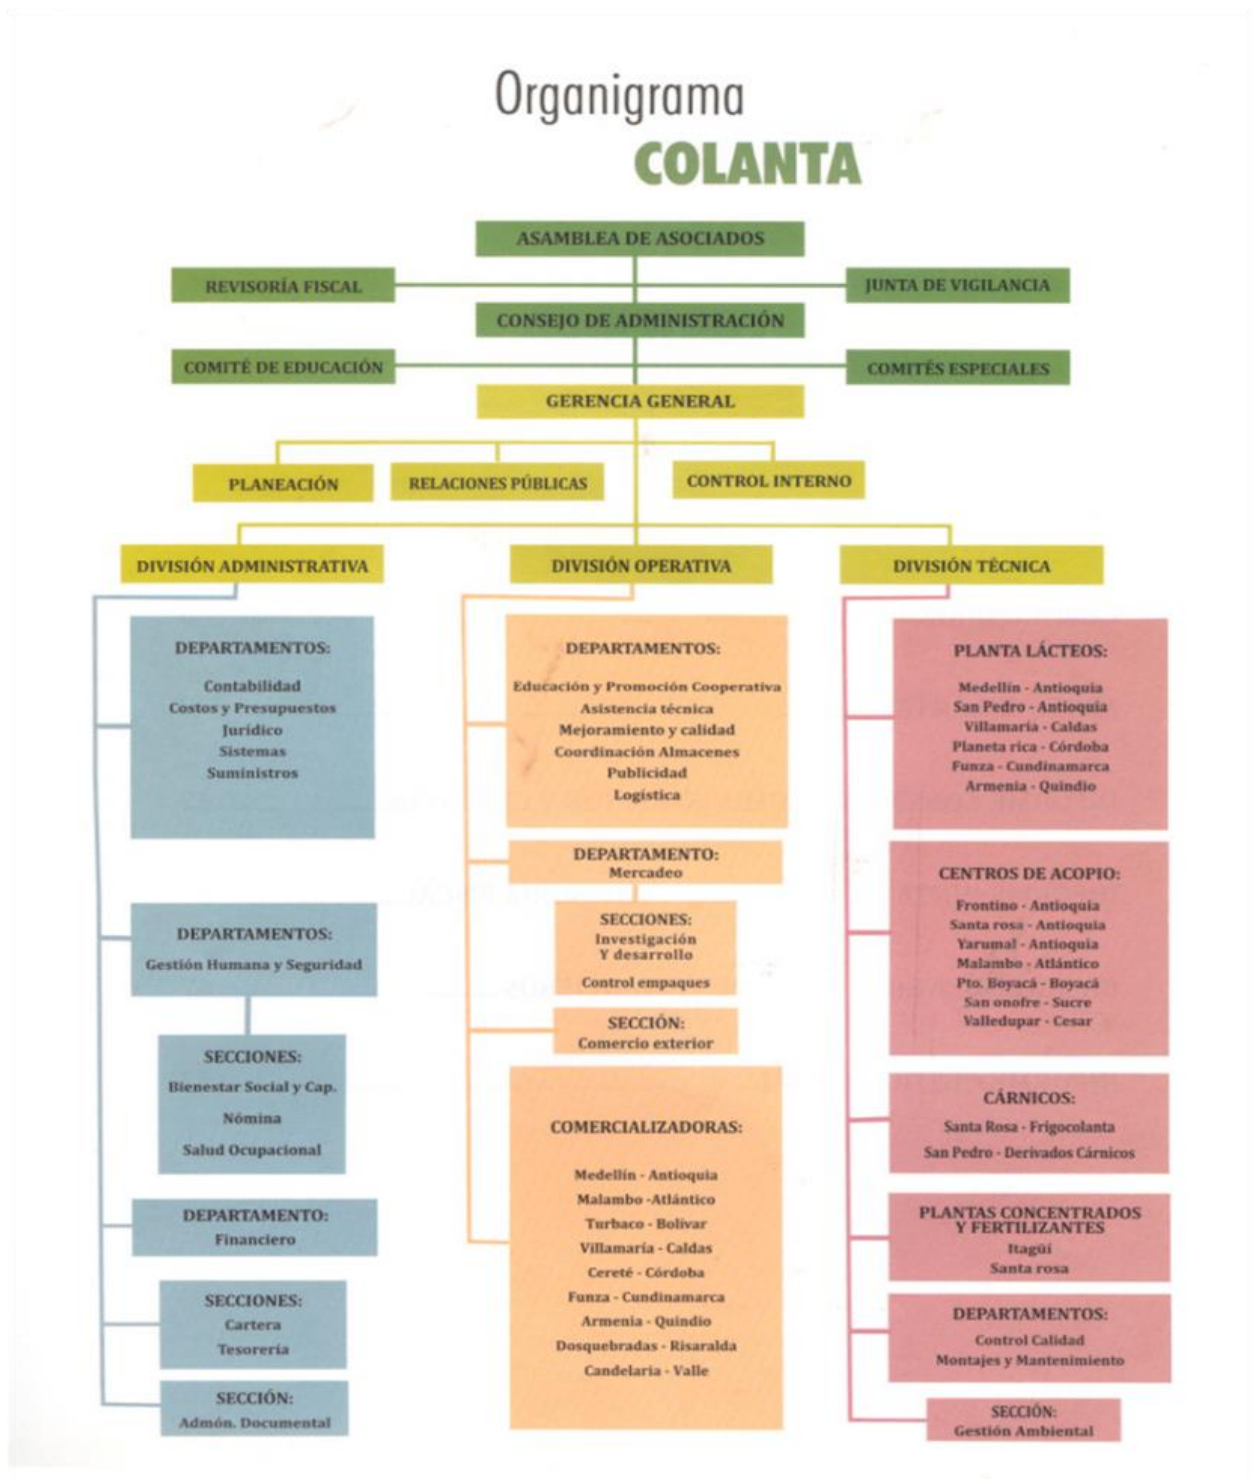 Organigrama
COLANTA
ASAMBLEA DE ASOCIADOS
REVISORÍA FISCAL
JUNTA DE VIGILANCIA
CONSEJO DE ADMINISTRACIÓN
COMITÉ DE EDUCACIÓN
COMITÉS ESPECIALES
GERENCIA GENERAL
PLANEACIÓN
RELACIONES PÚBLICAS
CONTROL INTERNO
DIVISIÓN ADMINISTRATIVA
DEPARTAMENTOS:
Contabilidad
Costos y Presupuestos
Jurídico
Sistemas
Suministros
DEPARTAMENTOS:
Gestión Humana y Seguridad
SECCIONES:
Bienestar Social y Cap.
Nómina
Salud Ocupacional
DEPARTAMENTO:
Financiero
SECCIONES:
Cartera
Tesorería
SECCIÓN:
Admón. Documental
DIVISIÓN OPERATIVA
DEPARTAMENTOS:
Educación y Promoción Cooperativa
Asistencia técnica
Mejoramiento y calidad
Coordinación Almacenes
Publicidad
Logística
DEPARTAMENTO:
Mercadeo
SECCIONES:
Investigación
Y desarrollo
Control empaques
SECCIÓN:
Comercio exterior
COMERCIALIZADORAS:
Medellín - Antioquia
Malambo -Atlántico
Turbaco - Bolívar
Villamaría - Caldas
Cereté - Córdoba
Funza - Cundinamarca
Armenia - Quindio
Dosquebradas - Risaralda
Candelaria - Valle
DIVISIÓN TÉCNICA
PLANTA LÁCTEOS:
Medellín - Antioquia
San Pedro - Antioquia
Villamaría - Caldas
Planeta rica - Córdoba
Funza - Cundinamarca
Armenia - Quindio
CENTROS DE ACOPIO:
Frontino - Antioquia
Santa rosa - Antioquia
Yarumal - Antioquia
Malambo - Atlántico
Pto. Boyacá - Boyacá
San onofre - Sucre
Valledupar - Cesar
CÁRNICOS:
Santa Rosa - Frigocolanta
San Pedro - Derivados Cárnicos
PLANTAS CONCENTRADOS
Y FERTILIZANTES
Itagüí
Santa rosa
DEPARTAMENTOS:
Control Calidad
Montajes y Mantenimiento
SECCIÓN:
Gestión Ambiental